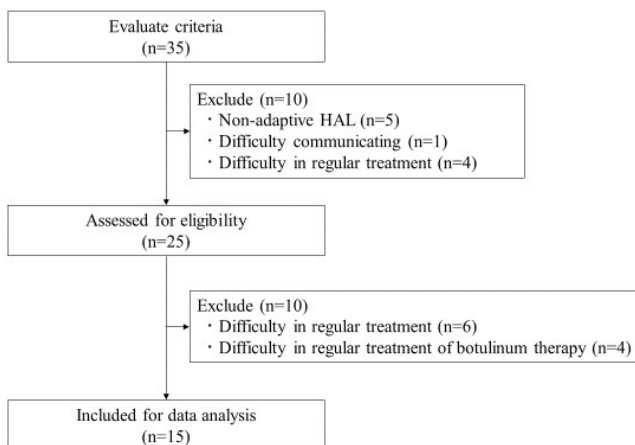 Evaluate criteria
(n=35)
Exclude (n=10)
・Non-adaptive HAL (n=5)
・Difficulty communicating (n=1)
・Difficulty in regular treatment (n=4)
Assessed for eligibility
(n=25)
Exclude (n=10)
・Difficulty in regular treatment (n=6)
・Difficulty in regular treatment of botulinum therapy (n=4)
Included for data analysis
(n=15)